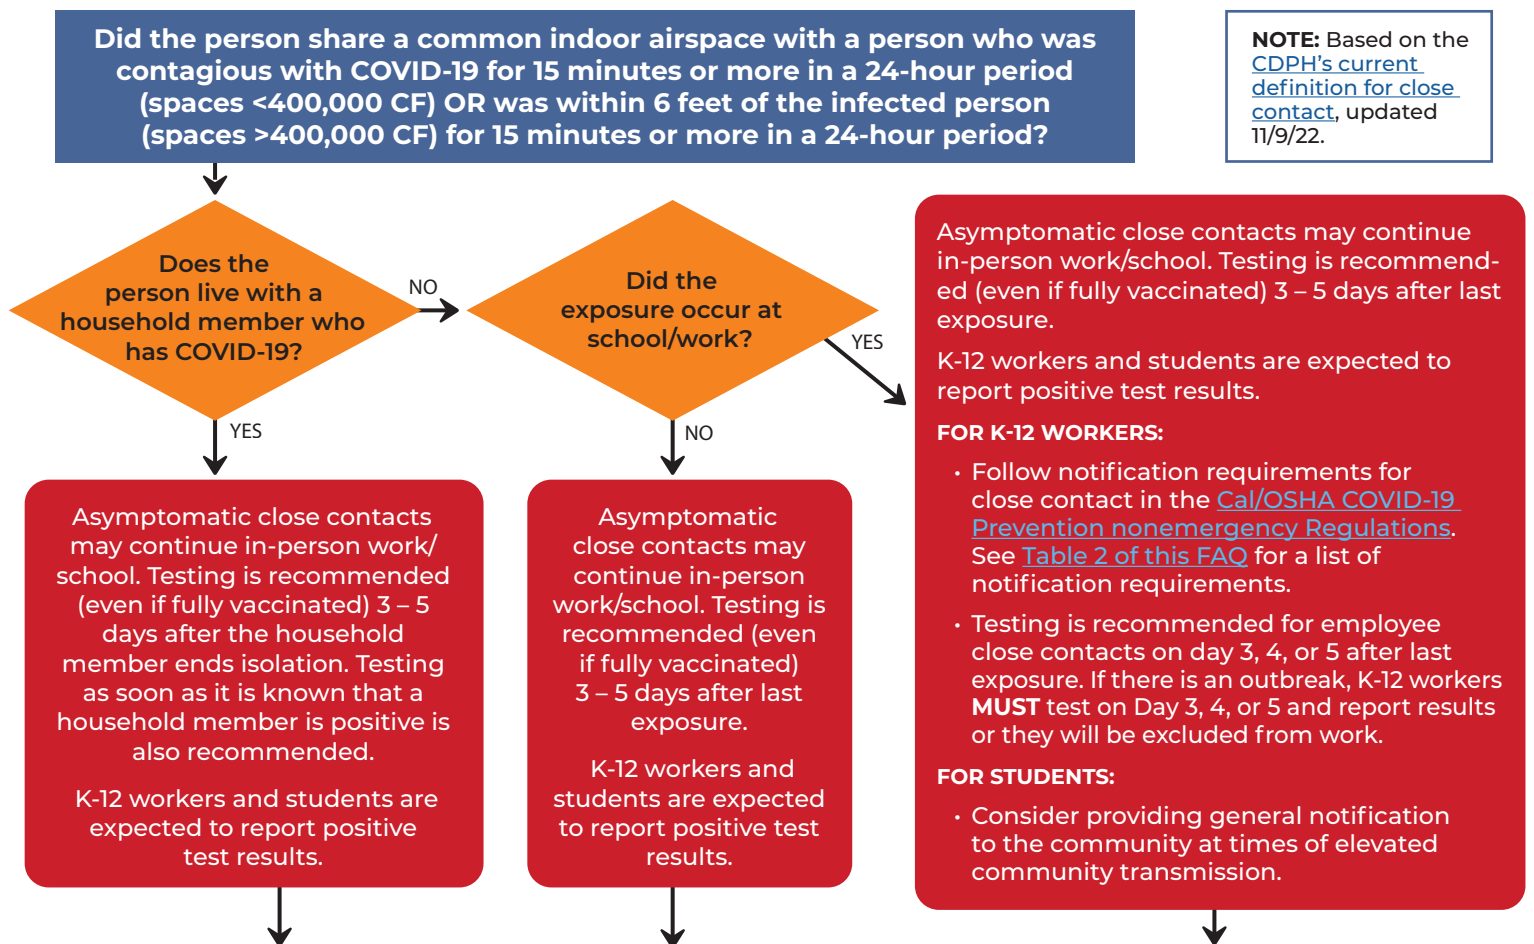 Did the person share a common indoor airspace with a person who was
contagious with COVID-19 for 15 minutes or more in a 24-hour period
(spaces <400,000 CF) OR was within 6 feet of the infected person
(spaces >400,000 CF) for 15 minutes or more in a 24-hour period?
NOTE: Based on the
CDPH's current
definition for close
contact, updated
11/9/22.
Does the
person live with a
household member who
has COVID-19?
NO
YES
Did the
exposure occur at
school/work?
YES
NO
Asymptomatic close contacts
may continue in-person work/
school. Testing is recommended
(even if fully vaccinated) 3 – 5
days after the household
member ends isolation. Testing
as soon as it is known that a
household member is positive is
also recommended.
K-12 workers and students are
expected to report positive
test results.
Asymptomatic
close contacts may
continue in-person
work/school. Testing is
recommended (even
if fully vaccinated)
3 – 5 days after last
exposure.
K-12 workers and
students are expected
to report positive test
results.
Asymptomatic close contacts may continue
in-person work/school. Testing is recommend-
ed (even if fully vaccinated) 3 – 5 days after last
exposure.
K-12 workers and students are expected to
report positive test results.
FOR K-12 WORKERS:
• Follow notification requirements for
close contact in the Cal/OSHA COVID-19
Prevention nonemergency Regulations.
See Table 2 of this FAQ for a list of
notification requirements.
• Testing is recommended for employee
close contacts on day 3, 4, or 5 after last
exposure. If there is an outbreak, K-12 workers
MUST test on Day 3, 4, or 5 and report results
or they will be excluded from work.
FOR STUDENTS:
• Consider providing general notification
to the community at times of elevated
community transmission.